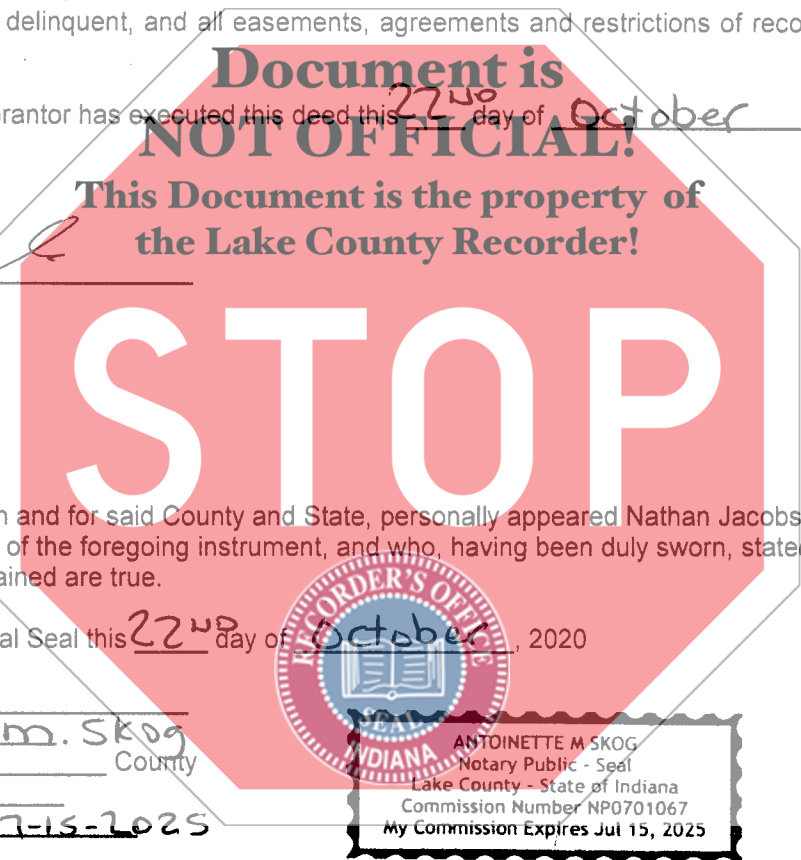 delinquent, and all easements, agreements and restrictions of reco
Document is
rantor has executed this deed this 22ND day of October
NOT OFFICIAL!
This Document is the property of
the Lake County Recorder!
STOP
n and for said County and State, personally appeared Nathan Jacobs
of the foregoing instrument, and who, having been duly sworn, state
ained are true.
al Seal this 22ND day of October, 2020
RECORDER'S OFFICE
SEAL
INDIANA
m. Skog
County
7-15-2025
ANTOINETTE M SKOG
Notary Public - Seal
Lake County - State of Indiana
Commission Number NP0701067
My Commission Expires Jul 15, 2025